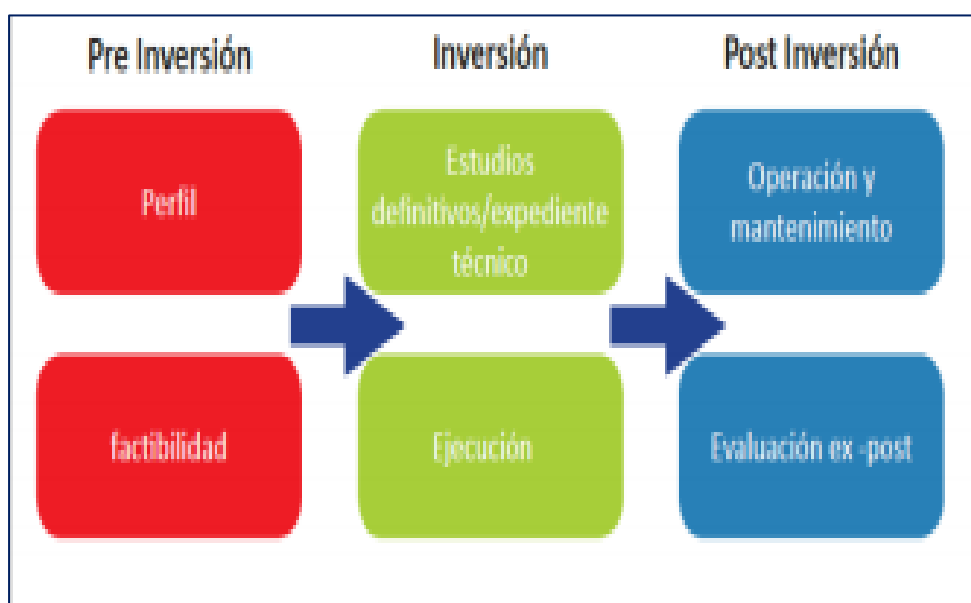 Pre Inversión
Inversión
Post Inversión
Perfil
Estudios
definitivos/expediente
técnico
Operación y
mantenimiento
factibilidad
Ejecución
Evaluación ex -post